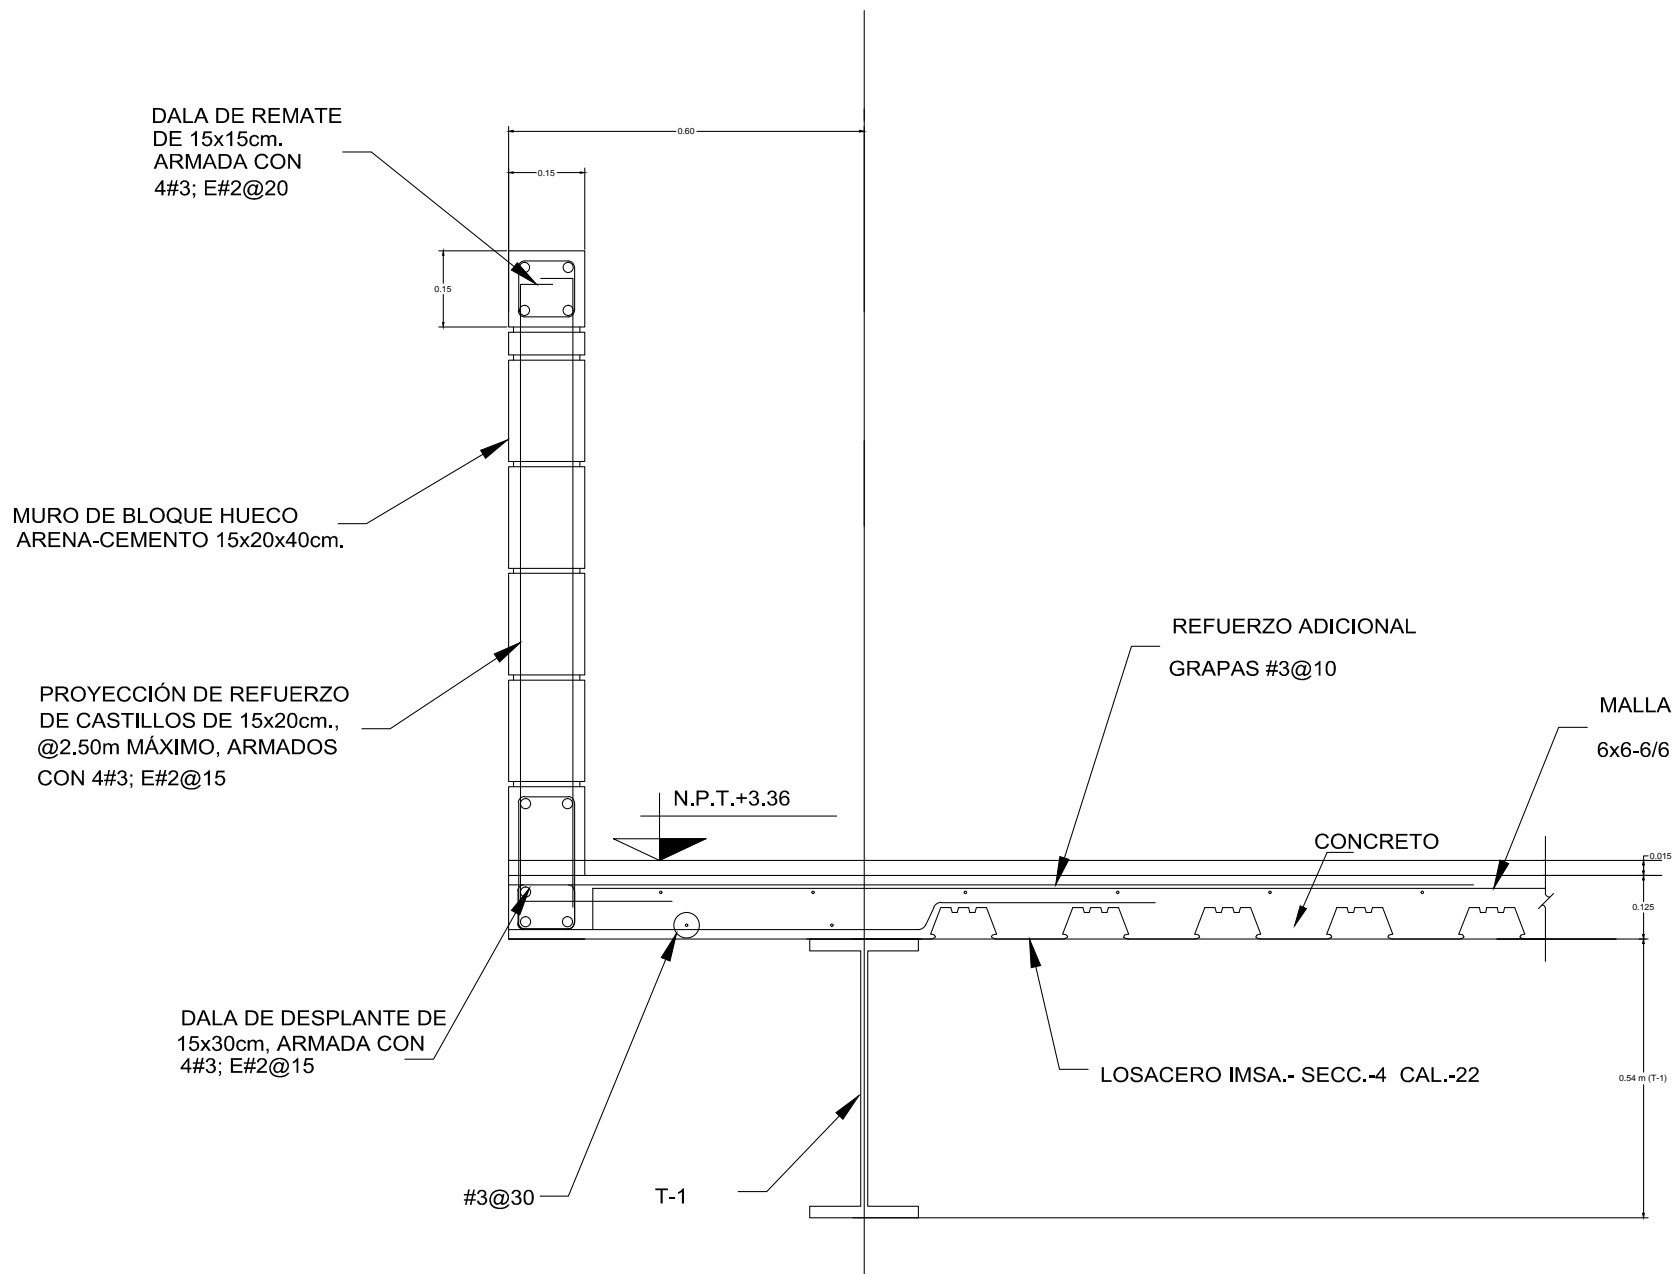 DALA DE REMATE
DE 15x15cm.
ARMADA CON
4#3; E#2@20
0.60
0.15
0.15
MURO DE BLOQUE HUECO
ARENA-CEMENTO 15x20x40cm.
PROYECCIÓN DE REFUERZO
DE CASTILLOS DE 15x20cm.,
@2.50m MÁXIMO, ARMADOS
CON 4#3; E#2@15
REFUERZO ADICIONAL
GRAPAS #3@10
MALLA
6x6-6/6
N.P.T.+3.36
CONCRETO
0.015
0.125
DALA DE DESPLANTE DE
15x30cm, ARMADA CON
4#3; E#2@15
LOSACERO IMSA.- SECC.-4 CAL.-22
0.54 m (T-1)
#3@30
T-1